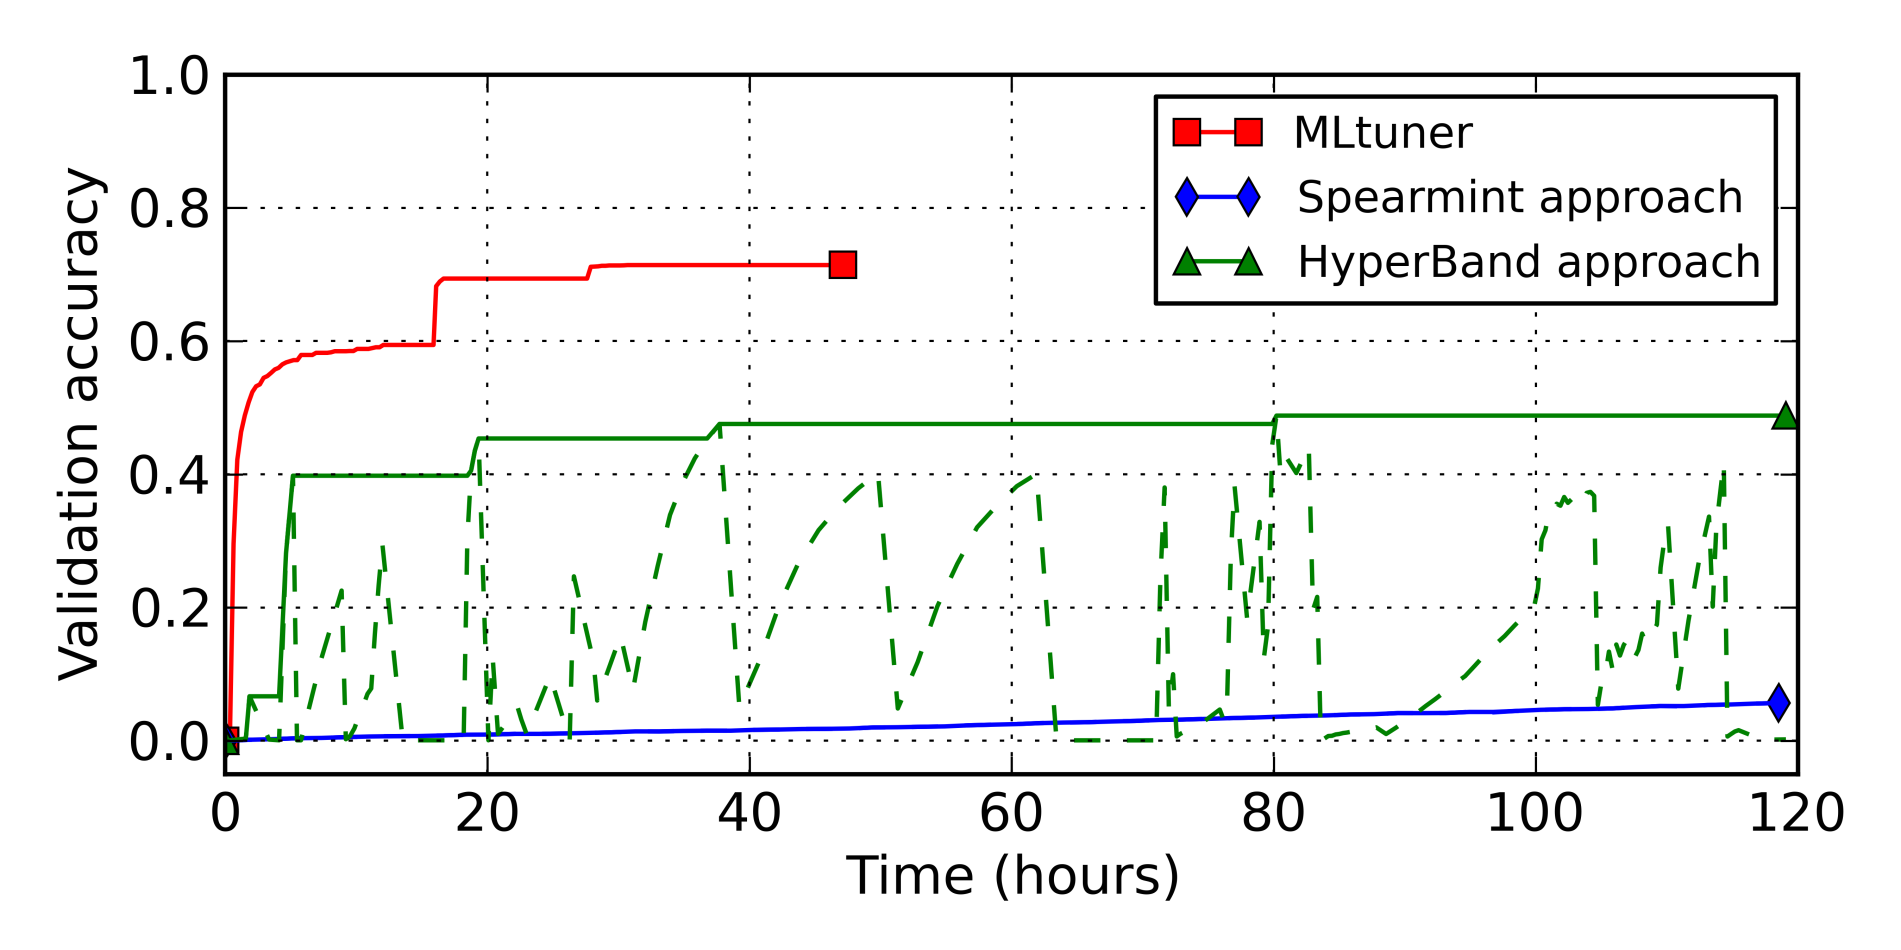 1.0
0.8
0.6
0.4
0.2
0.0
Validation accuracy
MLtuner
Spearmint approach
HyperBand approach
0 20 40 60 80 100 120
Time (hours)